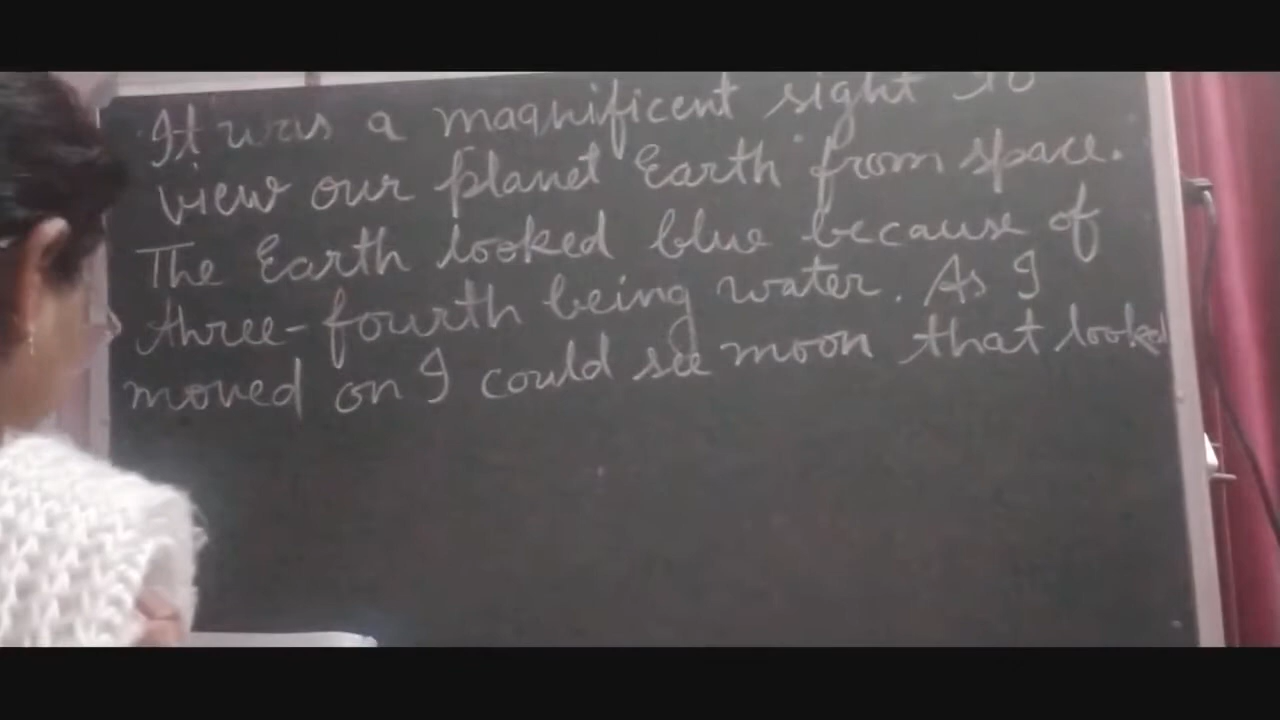 It was a magnificent sight to
view our planet Earth from space.
The Earth looked blue because of
three-fourth being water. As I
moved on I could see moon that looked